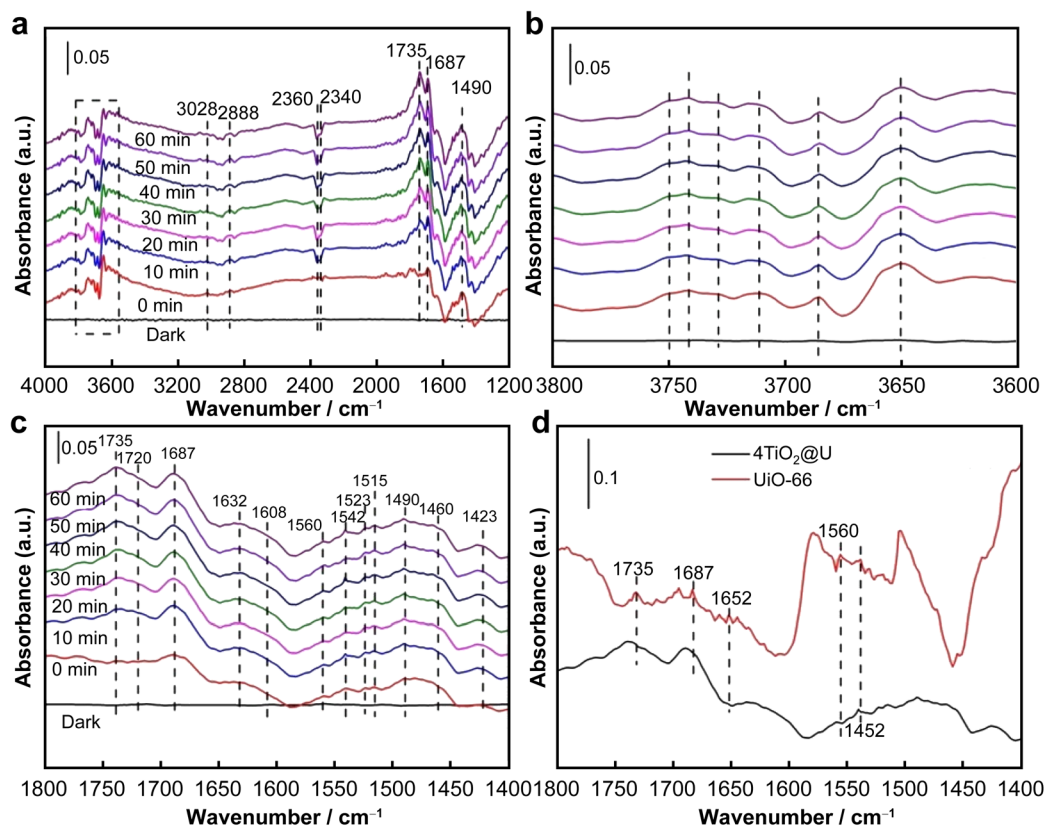 a
0.05
1735
1687
1490
2360
2340
3028
2888
60 min
50 min
40 min
30 min
20 min
10 min
0 min
Dark
Absorbance (a.u.)
4000 3600 3200 2800 2400 2000 1600 1200
Wavenumber / cm⁻¹
b
0.05
Absorbance (a.u.)
3800 3750 3700 3650 3600
Wavenumber / cm⁻¹
c
0.05
1735
1720
1687
1632
1608
1560
1542
1523
1515
1490
1460
1423
60 min
50 min
40 min
30 min
20 min
10 min
0 min
Dark
Absorbance (a.u.)
1800 1750 1700 1650 1600 1550 1500 1450 1400
Wavenumber / cm⁻¹
d
0.1
4TiO₂@U
UiO-66
1735
1687
1652
1560
1452
Absorbance (a.u.)
1800 1750 1700 1650 1600 1550 1500 1450 1400
Wavenumber / cm⁻¹